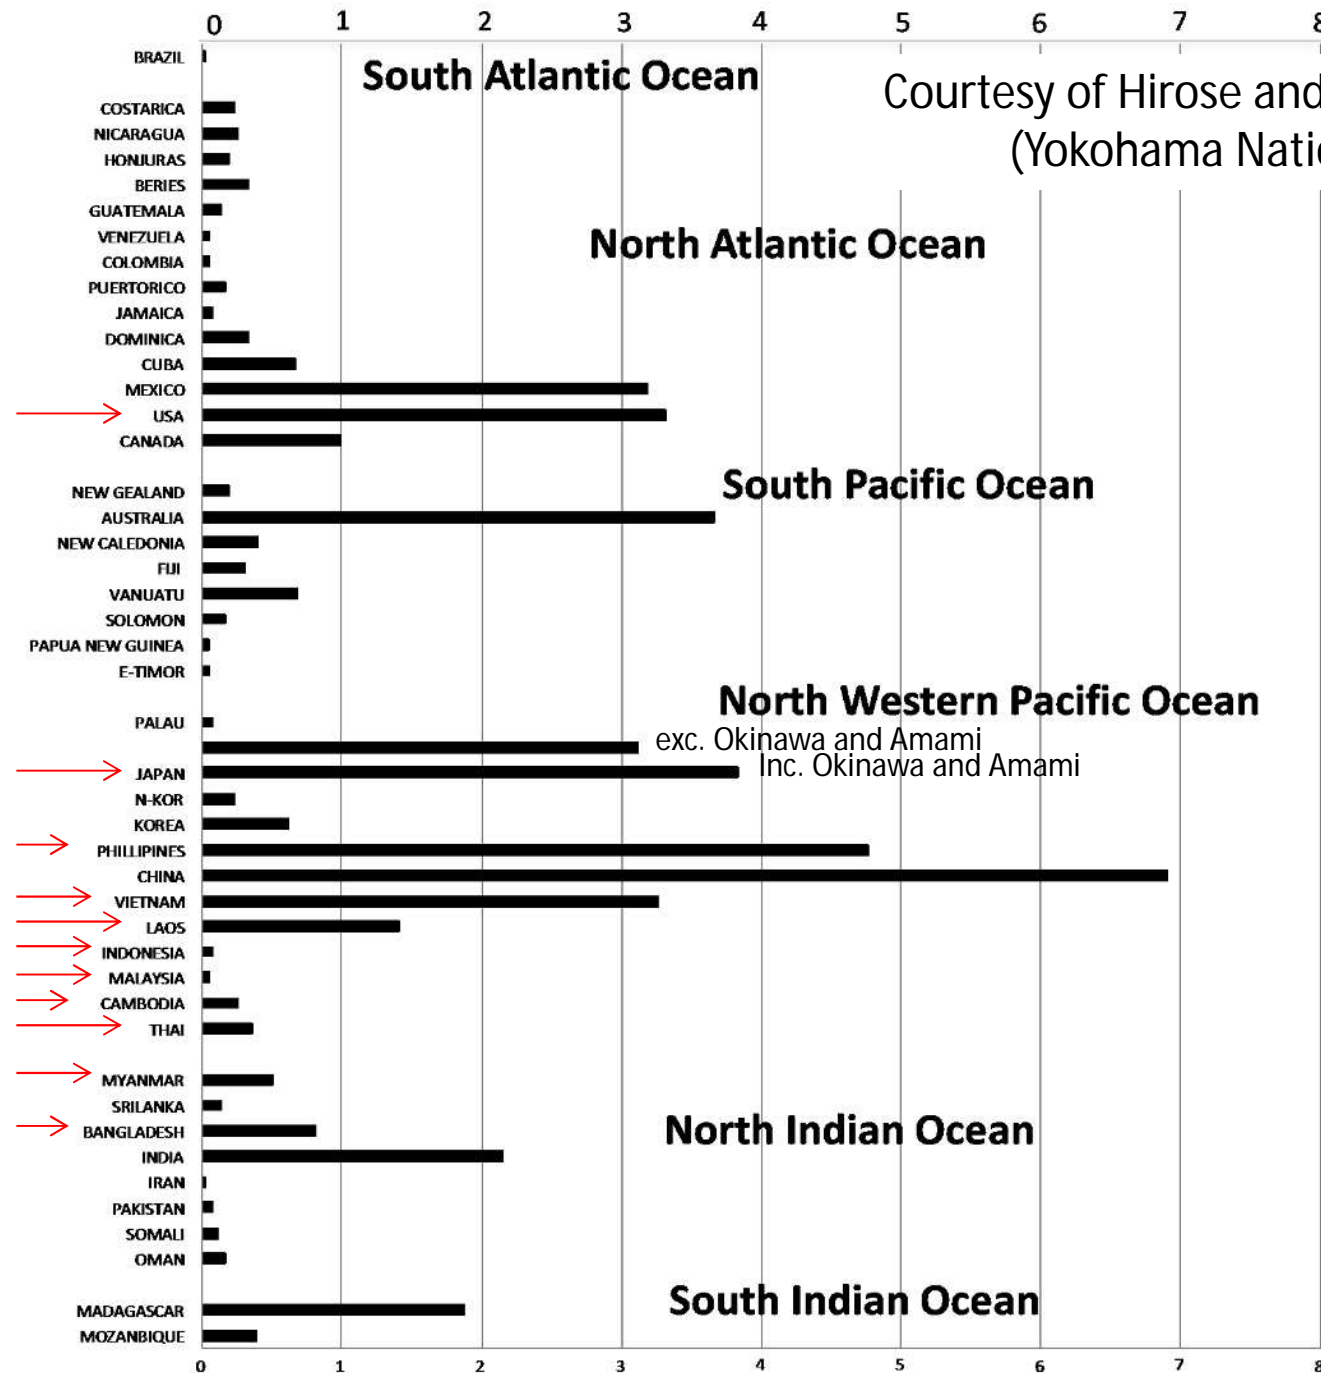 0 1 2 3 4 5 6 7 8
BRAZIL
South Atlantic Ocean
Courtesy of Hirose and
(Yokohama Natio
COSTARICA
NICARAGUA
HONJURAS
BERIES
GUATEMALA
VENEZUELA
North Atlantic Ocean
COLOMBIA
PUERTORICO
JAMAICA
DOMINICA
CUBA
MEXICO
USA
CANADA
South Pacific Ocean
NEW GEALAND
AUSTRALIA
NEW CALEDONIA
FIJI
VANUATU
SOLOMON
PAPUA NEW GUINEA
E-TIMOR
North Western Pacific Ocean
PALAU
exc. Okinawa and Amami
JAPAN
Inc. Okinawa and Amami
N-KOR
KOREA
PHILLIPINES
CHINA
VIETNAM
LAOS
INDONESIA
MALAYSIA
CAMBODIA
THAI
MYANMAR
SRILANKA
BANGLADESH
North Indian Ocean
INDIA
IRAN
PAKISTAN
SOMALI
OMAN
South Indian Ocean
MADAGASCAR
MOZANBIQUE
0 1 2 3 4 5 6 7 8